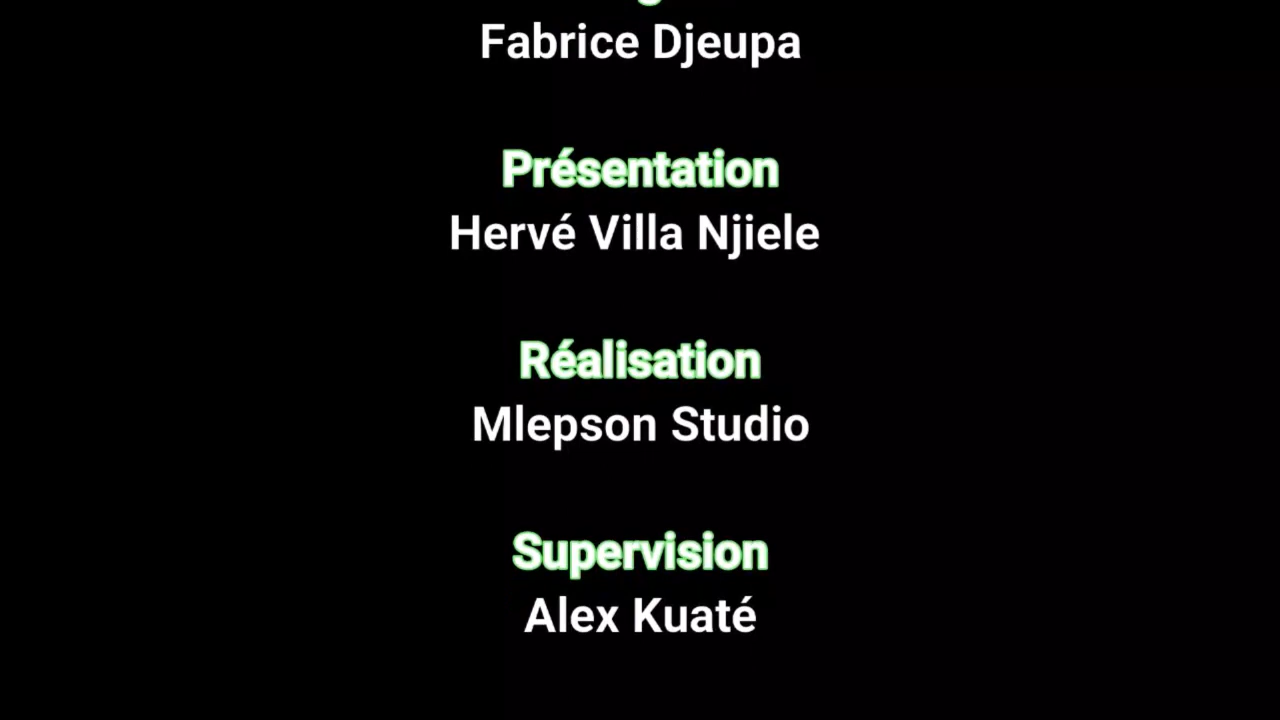 Fabrice Djeupa
Présentation
Hervé Villa Njiele
Réalisation
Mlepson Studio
Supervision
Alex Kuaté